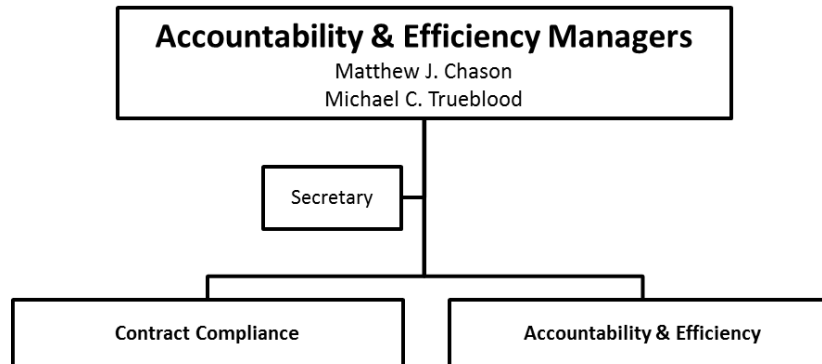 Accountability & Efficiency Managers
Matthew J. Chason
Michael C. Trueblood
Secretary
Contract Compliance
Accountability & Efficiency